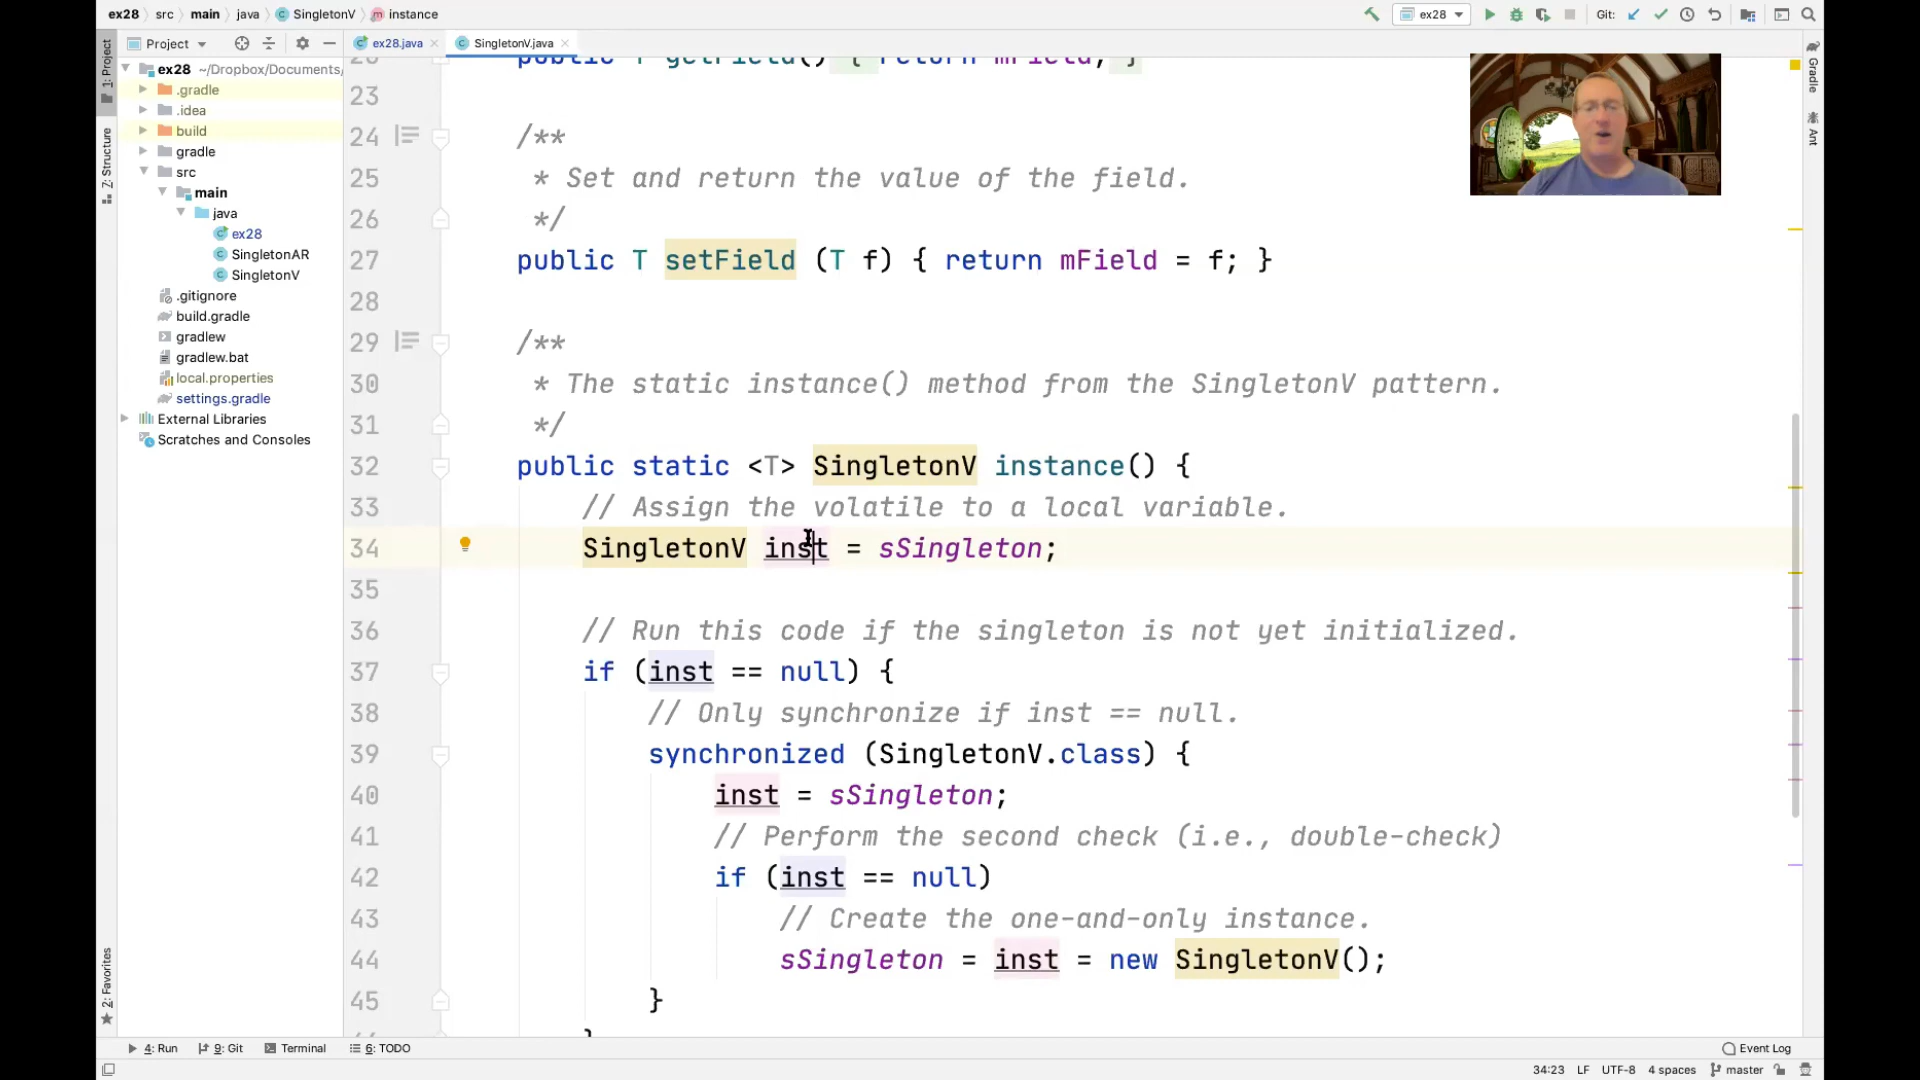 ex28 src main java SingletonV instance
ex28
Git:
Project
ex28.java
SingletonV.java
1: Project
Z: Structure
2: Favorites
Gradle
Ant
ex28 ~/Dropbox/Documents/
.gradle
.idea
build
gradle
src
main
java
ex28
SingletonAR
SingletonV
.gitignore
build.gradle
gradlew
gradlew.bat
local.properties
settings.gradle
External Libraries
Scratches and Consoles
public T getField() { return mField; }
23
24 /**
25 * Set and return the value of the field.
26 */
27 public T setField (T f) { return mField = f; }
28
29 /**
30 * The static instance() method from the SingletonV pattern.
31 */
32 public static <T> SingletonV instance() {
33 // Assign the volatile to a local variable.
34 SingletonV inst = sSingleton;
35
36 // Run this code if the singleton is not yet initialized.
37 if (inst == null) {
38 // Only synchronize if inst == null.
39 synchronized (SingletonV.class) {
40 inst = sSingleton;
41 // Perform the second check (i.e., double-check)
42 if (inst == null)
43 // Create the one-and-only instance.
44 sSingleton = inst = new SingletonV();
45 }
}
4: Run 9: Git Terminal 6: TODO Event Log
34:23 LF UTF-8 4 spaces master